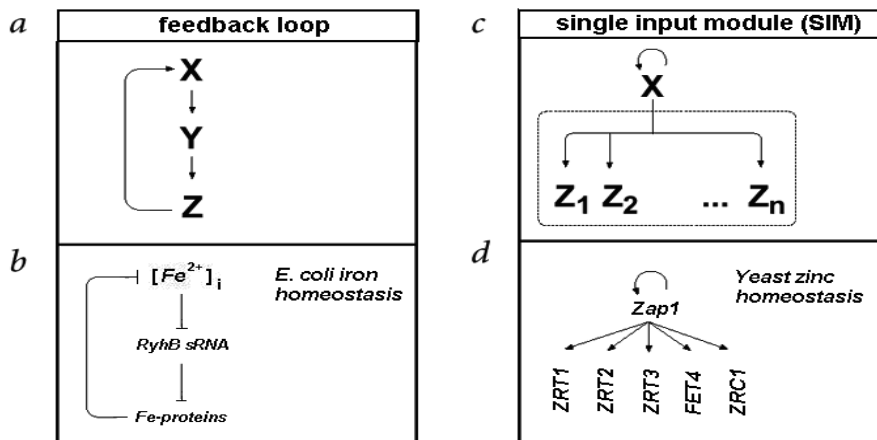 a
feedback loop
X
Y
Z
b
[Fe²⁺]i
E. coli iron
homeostasis
RyhB sRNA
Fe-proteins
c
single input module (SIM)
X
Z1 Z2 ... Zn
d
Yeast zinc
homeostasis
Zap1
ZRT1 ZRT2 ZRT3 FET4 ZRC1